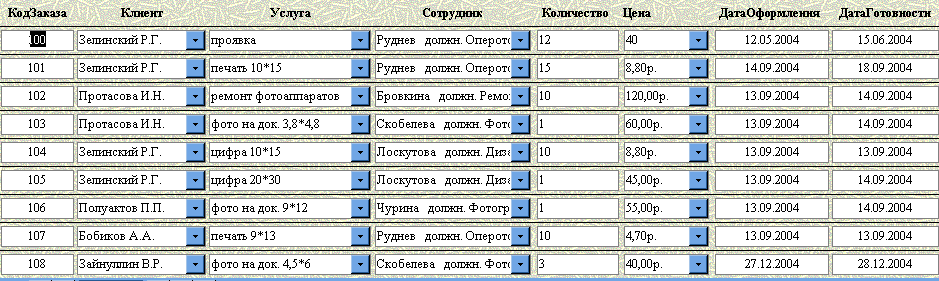 КодЗаказа Клиент Услуга Сотрудник Количество Цена ДатаОформления ДатаГотовности
100 Зелинский Р.Г. проявка Руднев должн. Оперото 12 40 12.05.2004 15.06.2004
101 Зелинский Р.Г. печать 10*15 Руднев должн. Оперото 15 8,80р. 14.09.2004 18.09.2004
102 Протасова И.Н. ремонт фотоаппаратов Бровкина должн. Ремо 10 120,00р. 13.09.2004 14.09.2004
103 Протасова И.Н. фото на док. 3,8*4,8 Скобелева должн. Фото 1 60,00р. 13.09.2004 14.09.2004
104 Зелинский Р.Г. цифра 10*15 Лоскутова должн. Диза 10 8,80р. 13.09.2004 13.09.2004
105 Зелинский Р.Г. цифра 20*30 Лоскутова должн. Диза 1 45,00р. 13.09.2004 14.09.2004
106 Полуактов П.П. фото на док. 9*12 Чурина должн. Фотогр 1 55,00р. 13.09.2004 14.09.2004
107 Бобиков А.А. печать 9*13 Руднев должн. Оперото 10 4,70р. 13.09.2004 13.09.2004
108 Зайнуллин В.Р. фото на док. 4,5*6 Скобелева должн. Фото 3 40,00р. 27.12.2004 28.12.2004